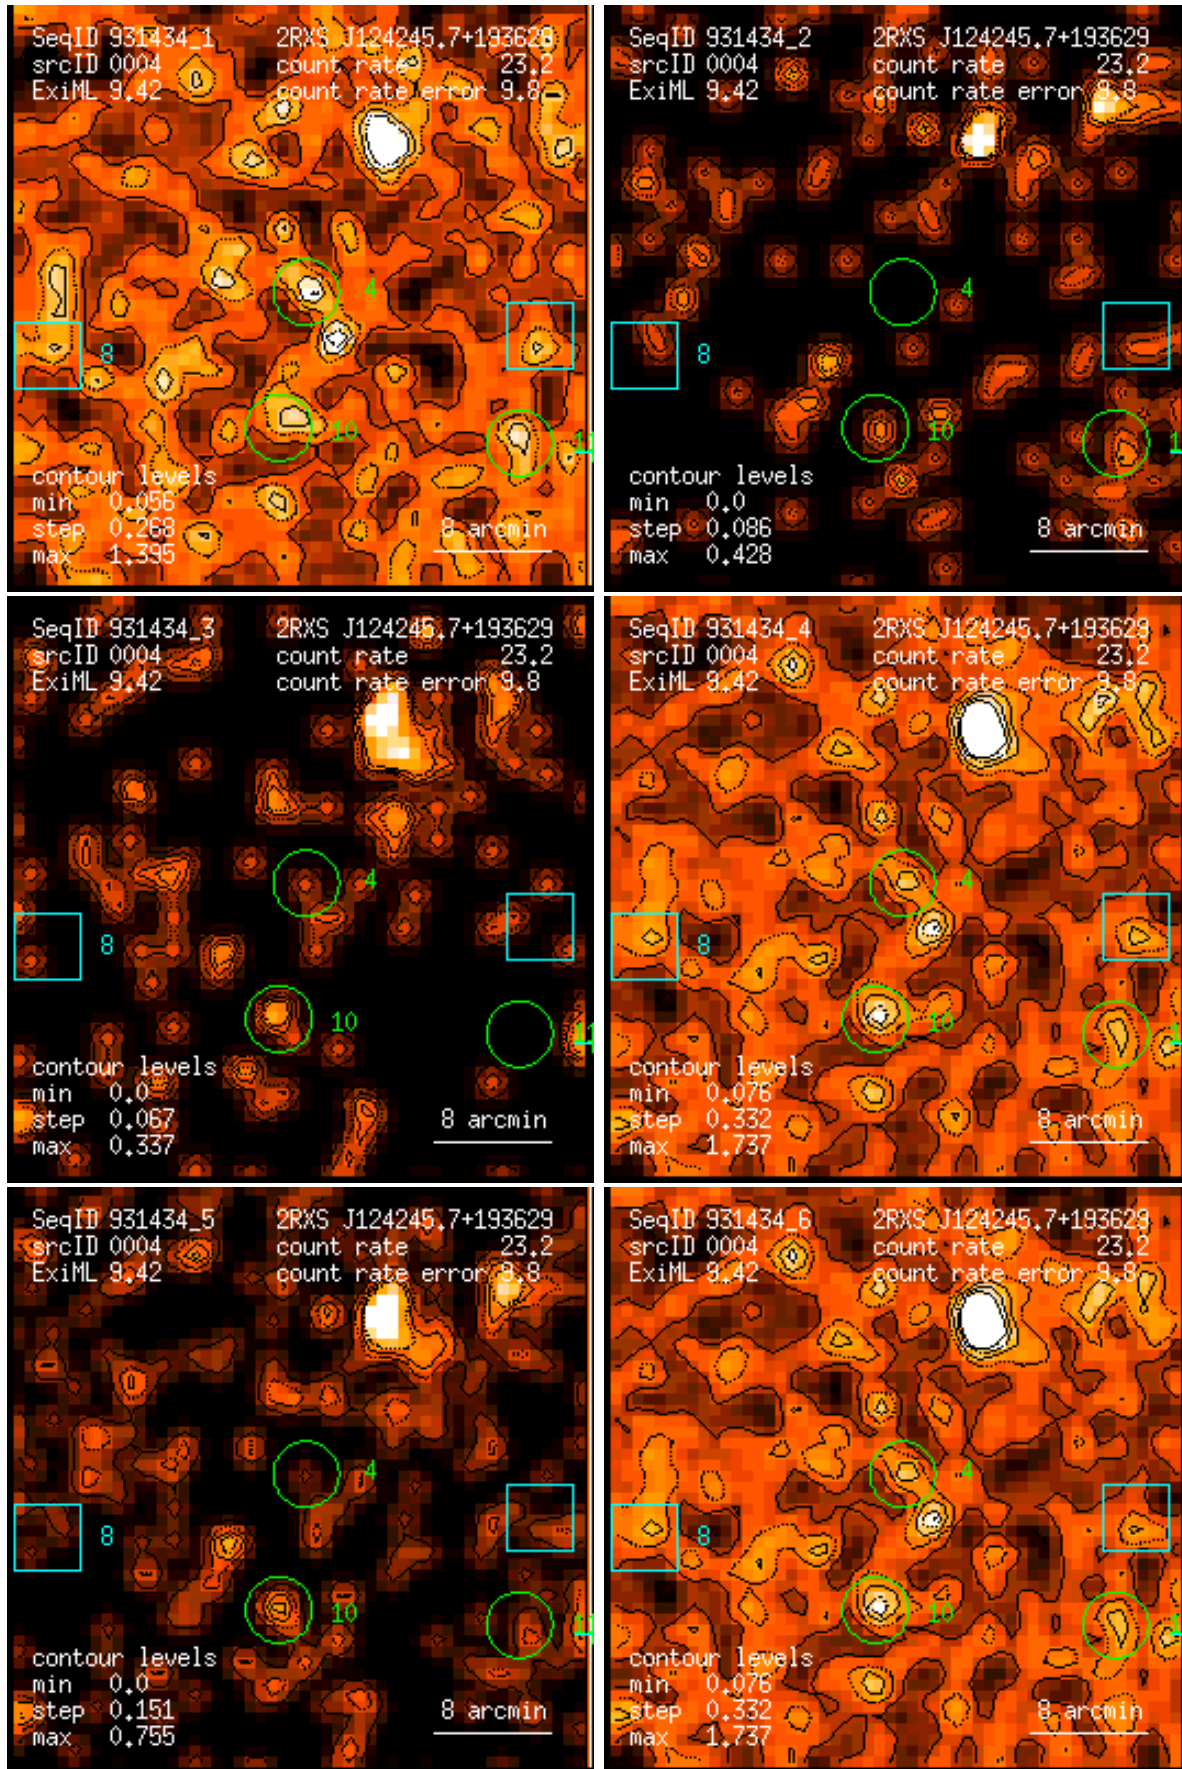 SeqID 931434_1 2RXS J124245.7+193629
srcID 0004 count rate 23.2
ExiML 9.42 count rate error 9.8
4
8
10
11
contour levels
min 0.056
step 0.268
max 1.395
8 arcmin
SeqID 931434_2 2RXS J124245.7+193629
srcID 0004 count rate 23.2
ExiML 9.42 count rate error 9.8
4
8
10
1
contour levels
min 0.0
step 0.086
max 0.428
8 arcmin
SeqID 931434_3 2RXS J124245.7+193629
srcID 0004 count rate 23.2
ExiML 9.42 count rate error 9.8
4
8
10
11
contour levels
min 0.0
step 0.067
max 0.337
8 arcmin
SeqID 931434_4 2RXS J124245.7+193629
srcID 0004 count rate 23.2
ExiML 9.42 count rate error 9.8
4
8
10
1
contour levels
min 0.076
step 0.332
max 1.737
8 arcmin
SeqID 931434_5 2RXS J124245.7+193629
srcID 0004 count rate 23.2
ExiML 9.42 count rate error 9.8
4
8
10
11
contour levels
min 0.0
step 0.151
max 0.755
8 arcmin
SeqID 931434_6 2RXS J124245.7+193629
srcID 0004 count rate 23.2
ExiML 9.42 count rate error 9.8
4
8
10
1
contour levels
min 0.076
step 0.332
max 1.737
8 arcmin